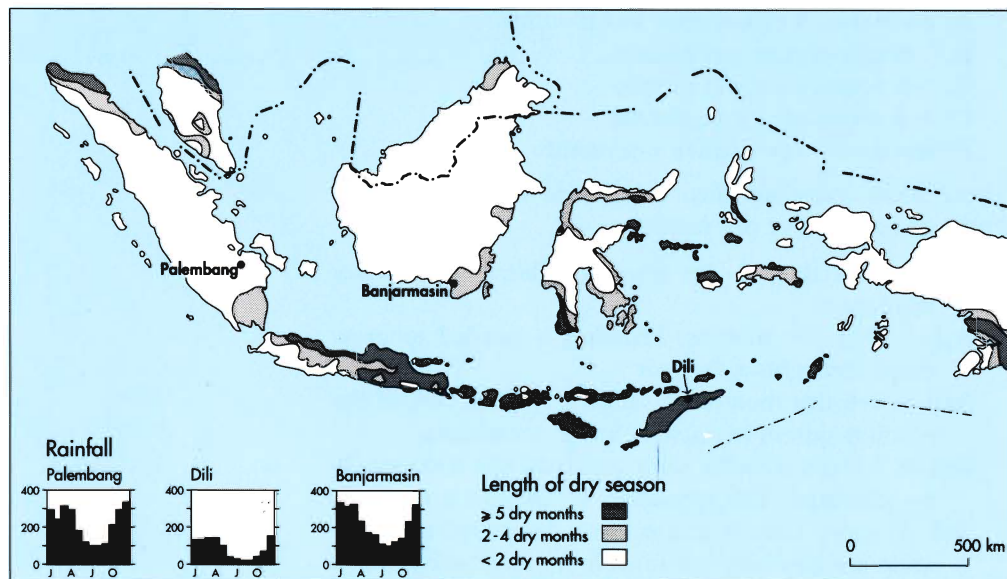 Palembang
Banjarmasin
Dili
Rainfall
Palembang
400
200
0
J A J O
Dili
400
200
0
J A J O
Banjarmasin
400
200
0
J A J O
Length of dry season
⩾ 5 dry months
2-4 dry months
< 2 dry months
0 500 km